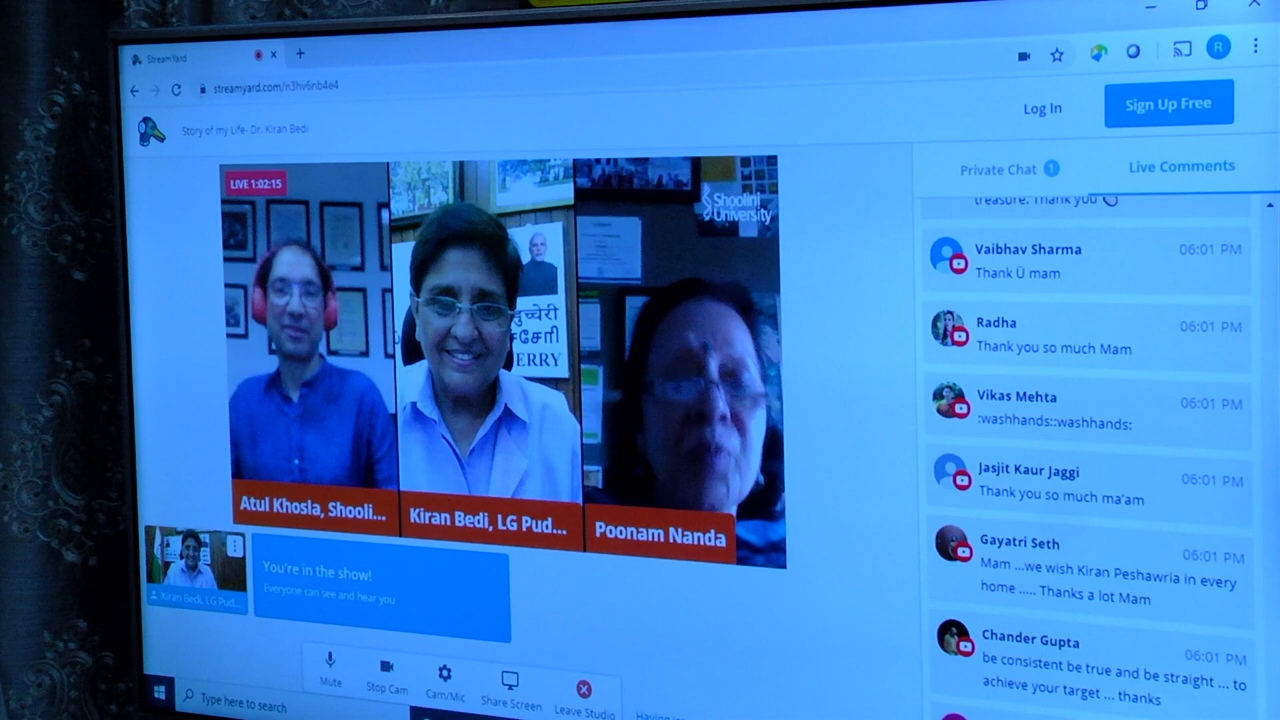 StreamYard
streamyard.com/n3hv6nb4e4
R
Log In
Sign Up Free
Story of my Life- Dr. Kiran Bedi
LIVE 1:02:15
Shoolini
University
डुच्चेरी
ERRY
Atul Khosla, Shooli...
Kiran Bedi, LG Pud...
Poonam Nanda
Kiran Bedi, LG Pud...
You're in the show!
Everyone can see and hear you
Mute
Stop Cam
Cam/Mic
Share Screen
Leave Studio
Type here to search
Private Chat 1
Live Comments
treasure. Thank you
Vaibhav Sharma 06:01 PM
Thank Ü mam
Radha 06:01 PM
Thank you so much Mam
Vikas Mehta 06:01 PM
:washhands::washhands:
Jasjit Kaur Jaggi 06:01 PM
Thank you so much ma'am
Gayatri Seth 06:01 PM
Mam ...we wish Kiran Peshawria in every
home ..... Thanks a lot Mam
Chander Gupta 06:01 PM
be consistent be true and be straight ... to
achieve your target ... thanks